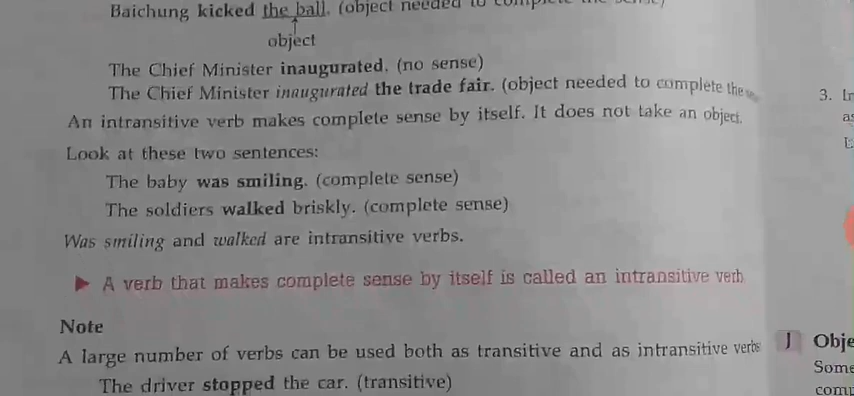 Baichung kicked the ball. (object needed to complete the sense)
object
The Chief Minister inaugurated. (no sense)
The Chief Minister inaugurated the trade fair. (object needed to complete the
An intransitive verb makes complete sense by itself. It does not take an object.
Look at these two sentences:
The baby was smiling. (complete sense)
The soldiers walked briskly. (complete sense)
Was smiling and walked are intransitive verbs.
▶ A verb that makes complete sense by itself is called an intransitive verb
Note
A large number of verbs can be used both as transitive and as intransitive verbs
The driver stopped the car. (transitive)
3. In
as
J Obje
Some